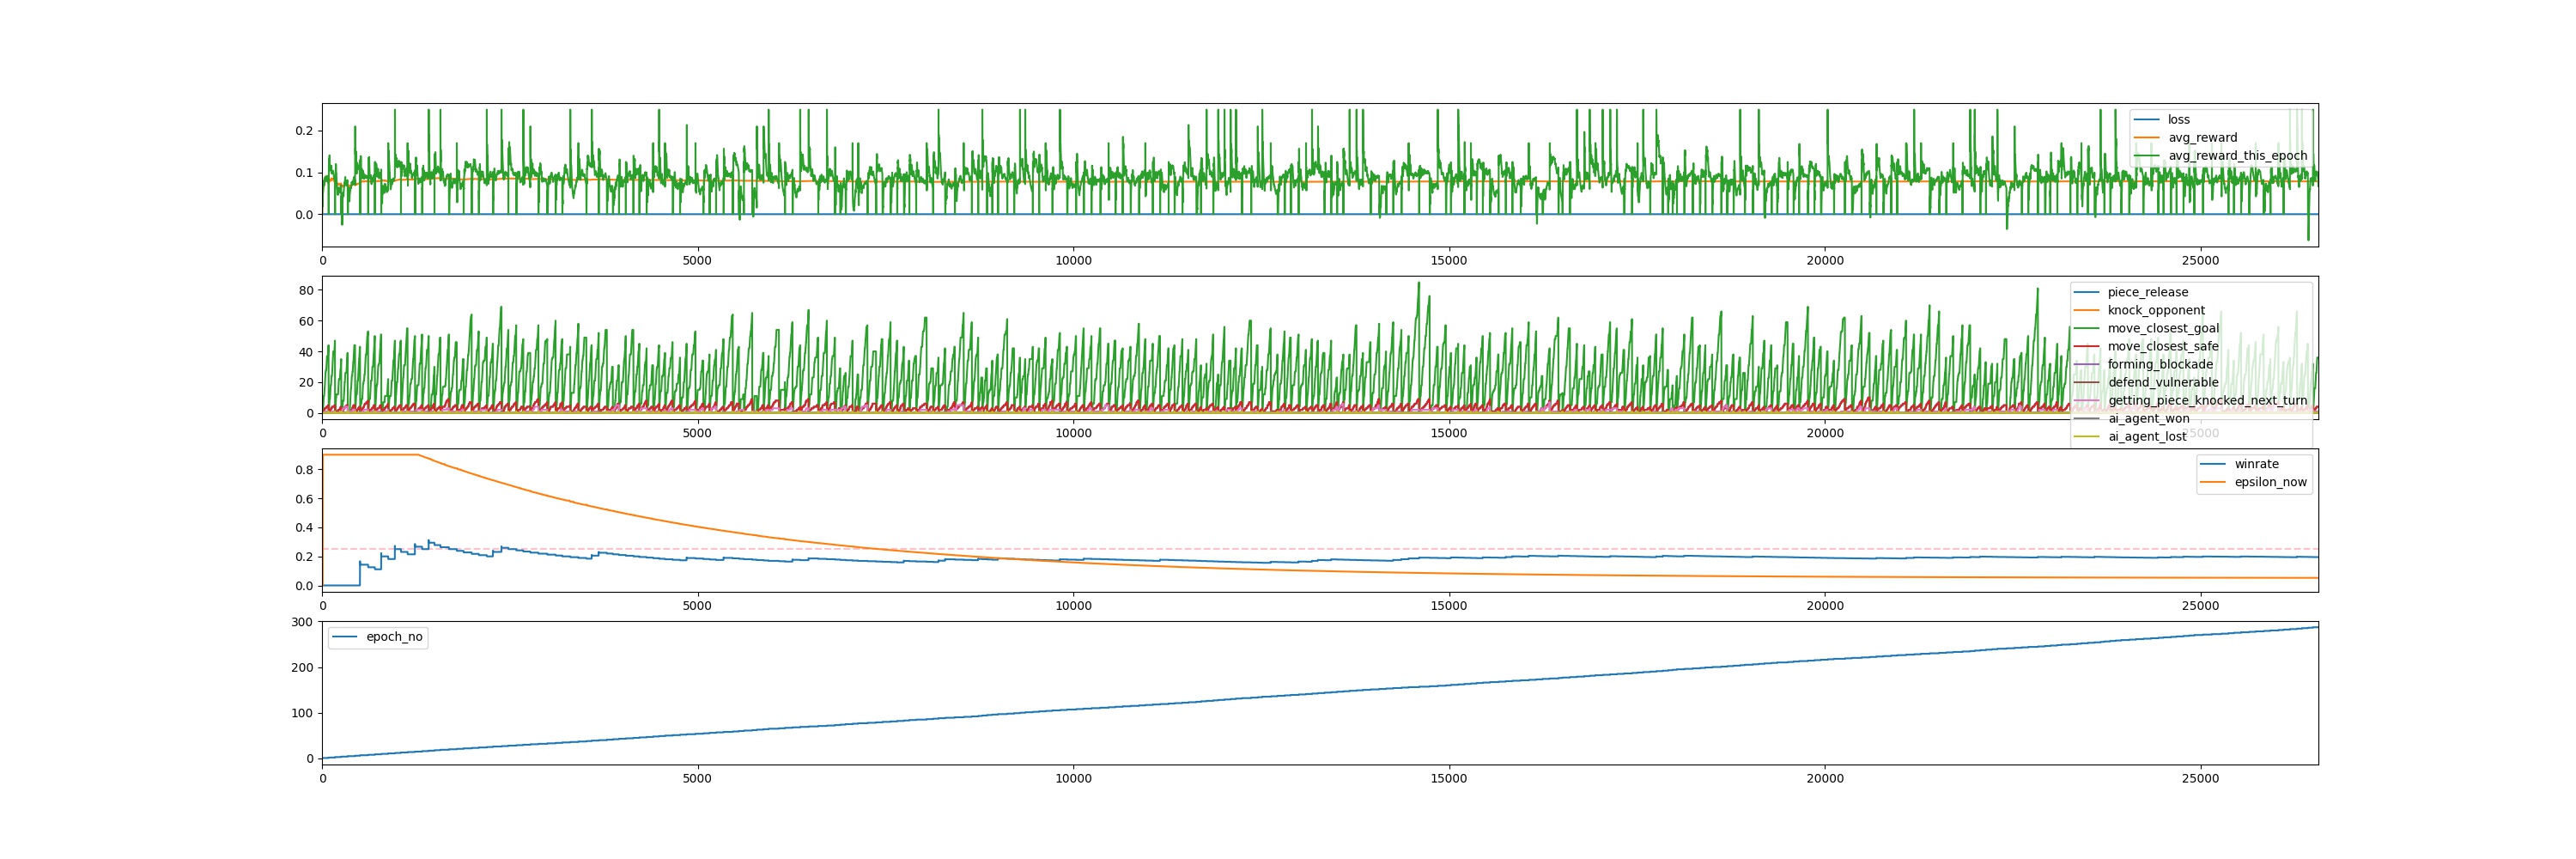 0.2
0.1
0.0
loss
avg_reward
avg_reward_this_epoch
0 5000 10000 15000 20000 25000
80
60
40
20
0
piece_release
knock_opponent
move_closest_goal
move_closest_safe
forming_blockade
defend_vulnerable
getting_piece_knocked_next_turn
ai_agent_won
ai_agent_lost
0 5000 10000 15000 20000 25000
0.8
0.6
0.4
0.2
0.0
winrate
epsilon_now
0 5000 10000 15000 20000 25000
300
200
100
0
epoch_no
0 5000 10000 15000 20000 25000